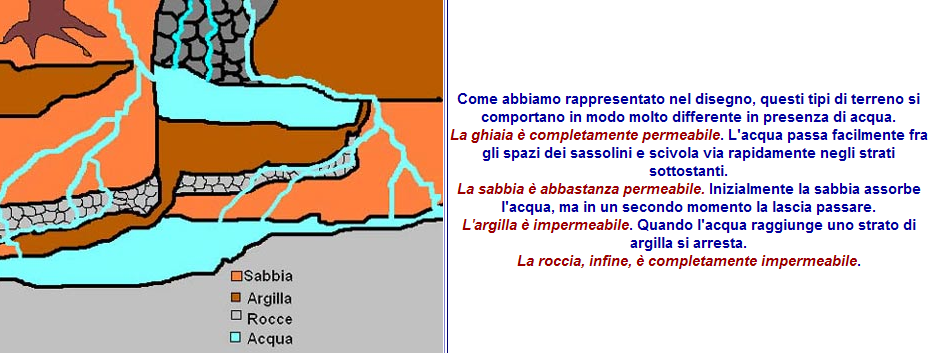 Sabbia
Argilla
Rocce
Acqua
Come abbiamo rappresentato nel disegno, questi tipi di terreno si
comportano in modo molto differente in presenza di acqua.
La ghiaia è completamente permeabile. L'acqua passa facilmente fra
gli spazi dei sassolini e scivola via rapidamente negli strati
sottostanti.
La sabbia è abbastanza permeabile. Inizialmente la sabbia assorbe
l'acqua, ma in un secondo momento la lascia passare.
L'argilla è impermeabile. Quando l'acqua raggiunge uno strato di
argilla si arresta.
La roccia, infine, è completamente impermeabile.